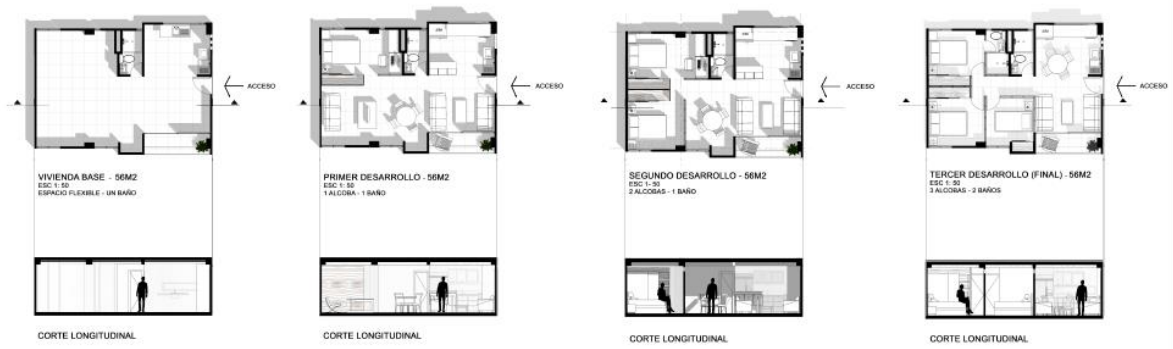 ACCESO
VIVIENDA BASE - 56M2
ESC 1: 50
ESPACIO FLEXIBLE - UN BAÑO
CORTE LONGITUDINAL
ACCESO
PRIMER DESARROLLO - 56M2
ESC 1: 50
1 ALCOBA - 1 BAÑO
CORTE LONGITUDINAL
ACCESO
SEGUNDO DESARROLLO - 56M2
ESC 1- 50
2 ALCOBAS - 1 BAÑO
CORTE LONGITUDINAL
ACCESO
TERCER DESARROLLO (FINAL) - 56M2
ESC 1: 50
3 ALCOBAS - 2 BAÑOS
CORTE LONGITUDINAL